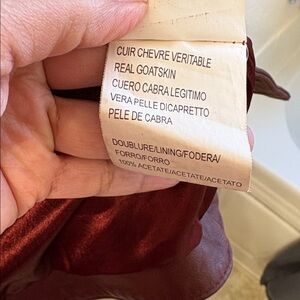 CUIR CHEVRE VERITABLE
REAL GOATSKIN
CUERO CABRA LEGITIMO
VERA PELLE DICAPRETTO
PELE DE CABRA
DOUBLURE/LINING/FODERA/
FORRO/FORRO
100% ACETATE/ACETATE/ACETATO